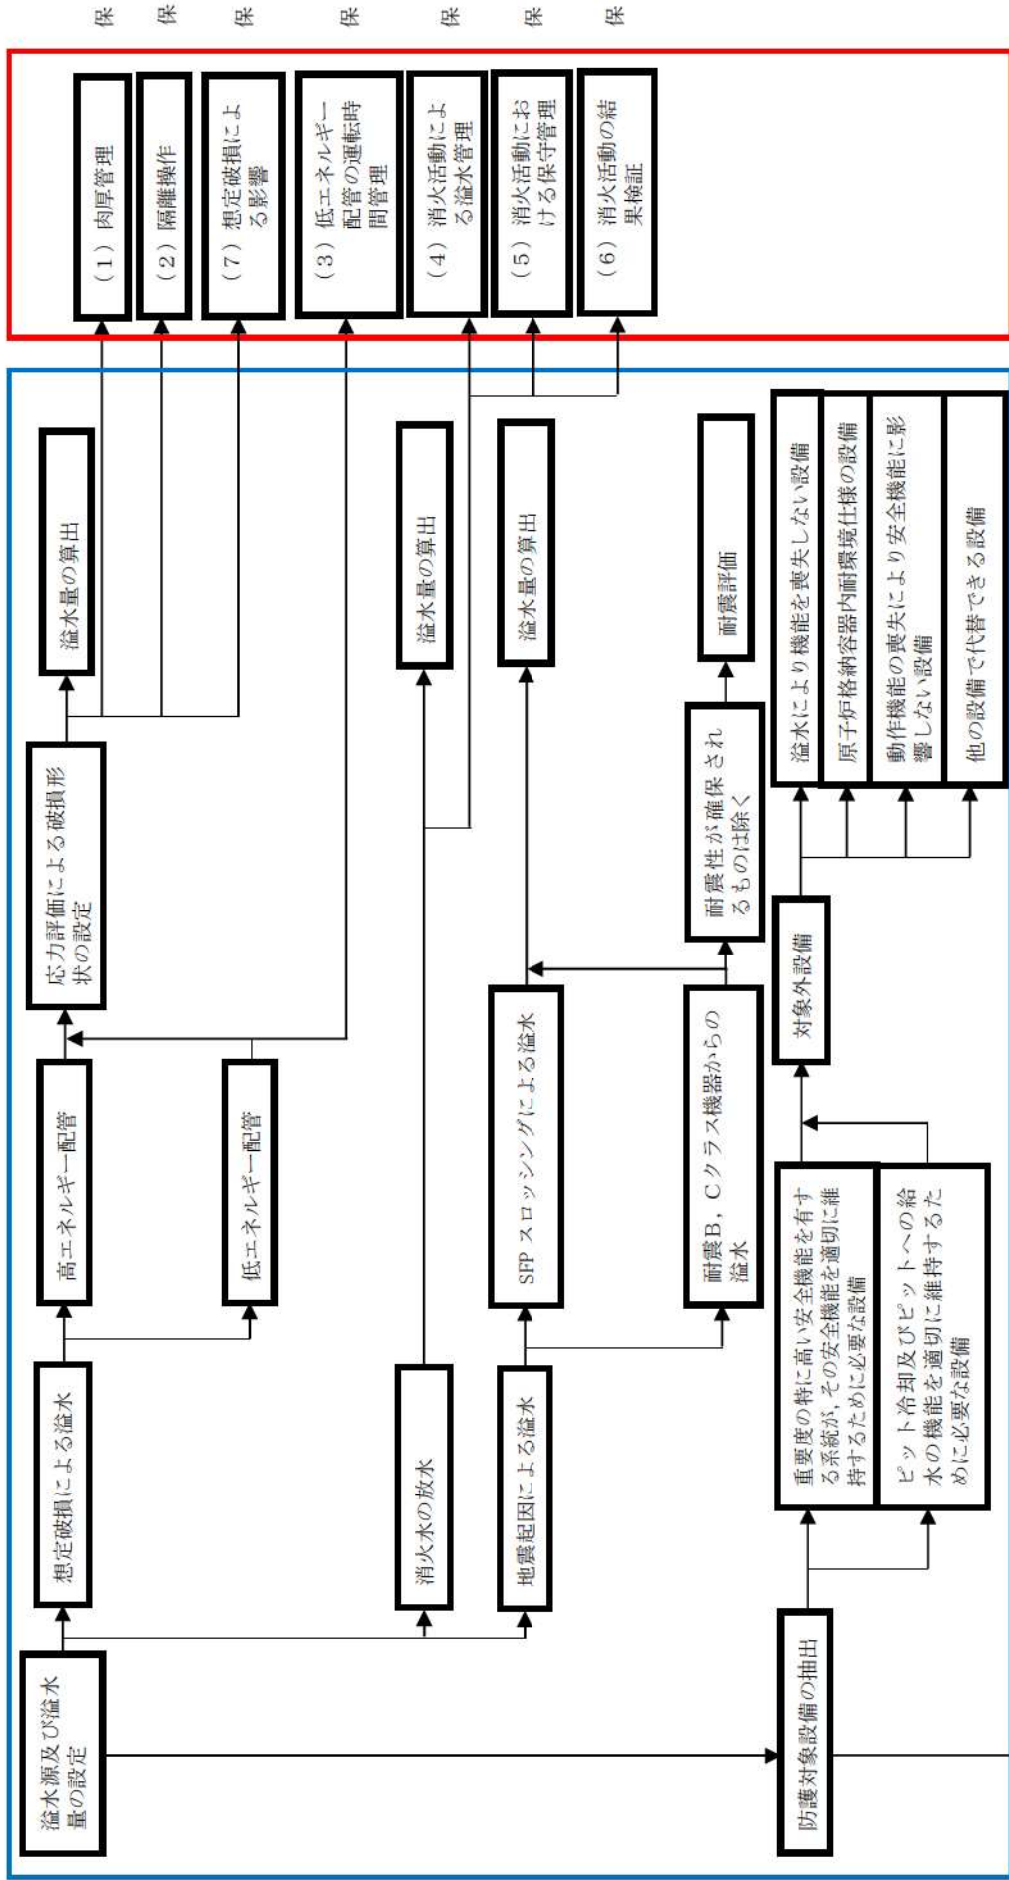 溢水源及び溢水
量の設定
想定破損による溢水
高エネルギー配管
応力評価による破損形
状の設定
溢水量の算出
低エネルギー配管
消火水の放水
溢水量の算出
地震起因による溢水
SFP スロッシングによる溢水
溢水量の算出
耐震B，Cクラス機器からの
溢水
耐震性が確保され
るものは除く
耐震評価
防護対象設備の抽出
重要度の特に高い安全機能を有す
る系統が，その安全機能を適切に維
持するために必要な設備
ピット冷却及びピットへの給
水の機能を適切に維持するた
めに必要な設備
対象外設備
溢水により機能を喪失しない設備
原子炉格納容器内耐環境仕様の設備
動作機能の喪失により安全機能に影
響しない設備
他の設備で代替できる設備
（1）肉厚管理
（2）隔離操作
（7）想定破損によ
る影響
（3）低エネルギー
配管の運転時
間管理
（4）消火活動によ
る溢水管理
（5）消火活動にお
ける保守管理
（6）消火活動の結
果検証
保
保
保
保
保
保
保